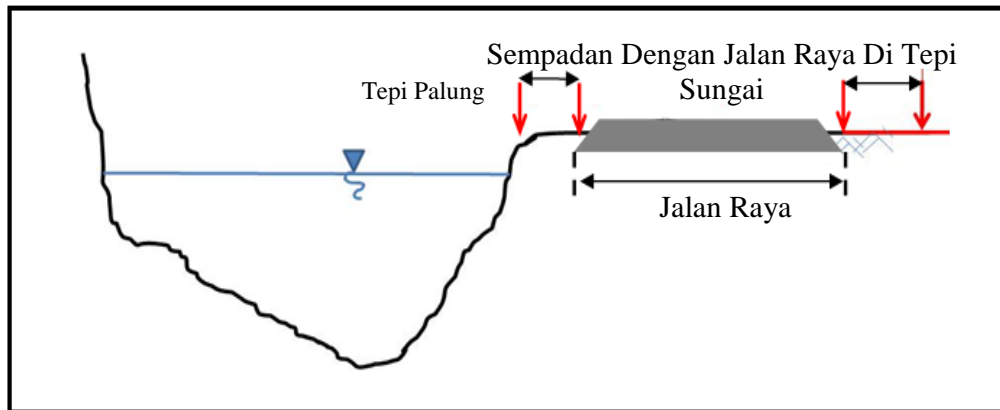 Sempadan Dengan Jalan Raya Di Tepi
Sungai
Tepi Palung
Jalan Raya